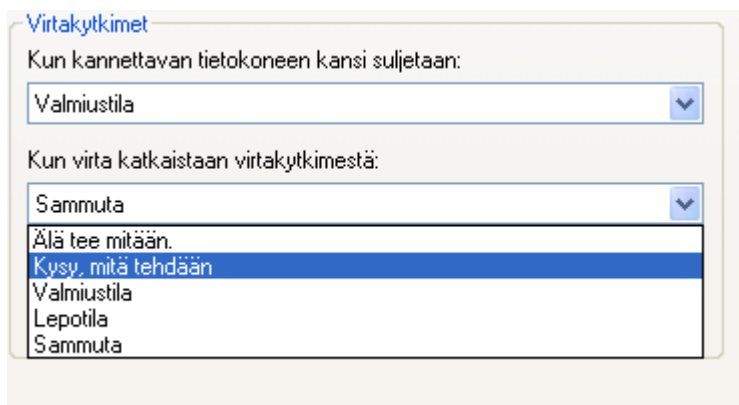 Virtakytkimet
Kun kannettavan tietokoneen kansi suljetaan:
Valmiustila
Kun virta katkaistaan virtakytkimestä:
Sammuta
Älä tee mitään.
Kysy, mitä tehdään
Valmiustila
Lepotila
Sammuta